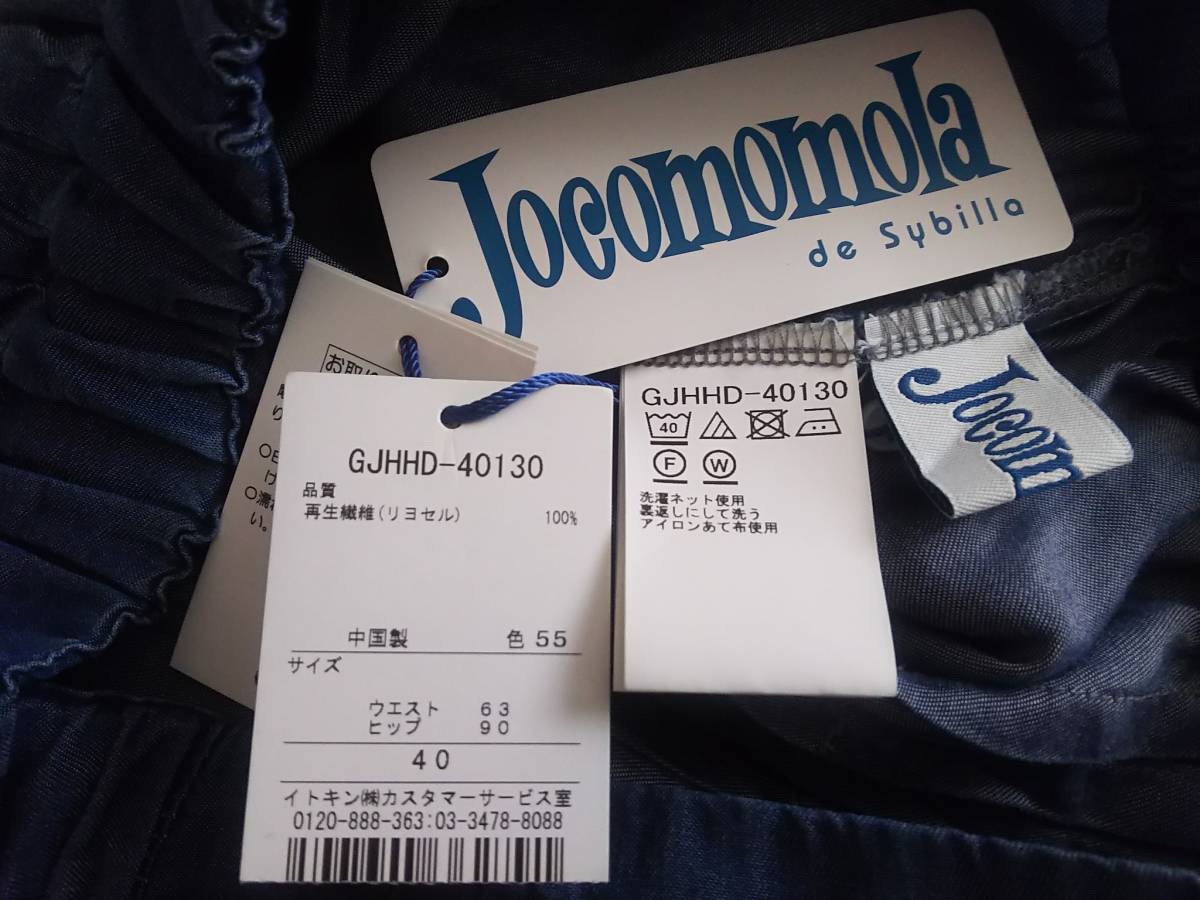 Jocomomola
de Sybilla
お取
GJHHD-40130
品質
再生繊維(リヨセル) 100%
中国製 色 55
サイズ
ウエスト 63
ヒップ 90
40
イトキン㈱カスタマーサービス室
0120-888-363:03-3478-8088
GJHHD-40130
40
F W
洗濯ネット使用
裏返しにして洗う
アイロンあて布使用
Jocom